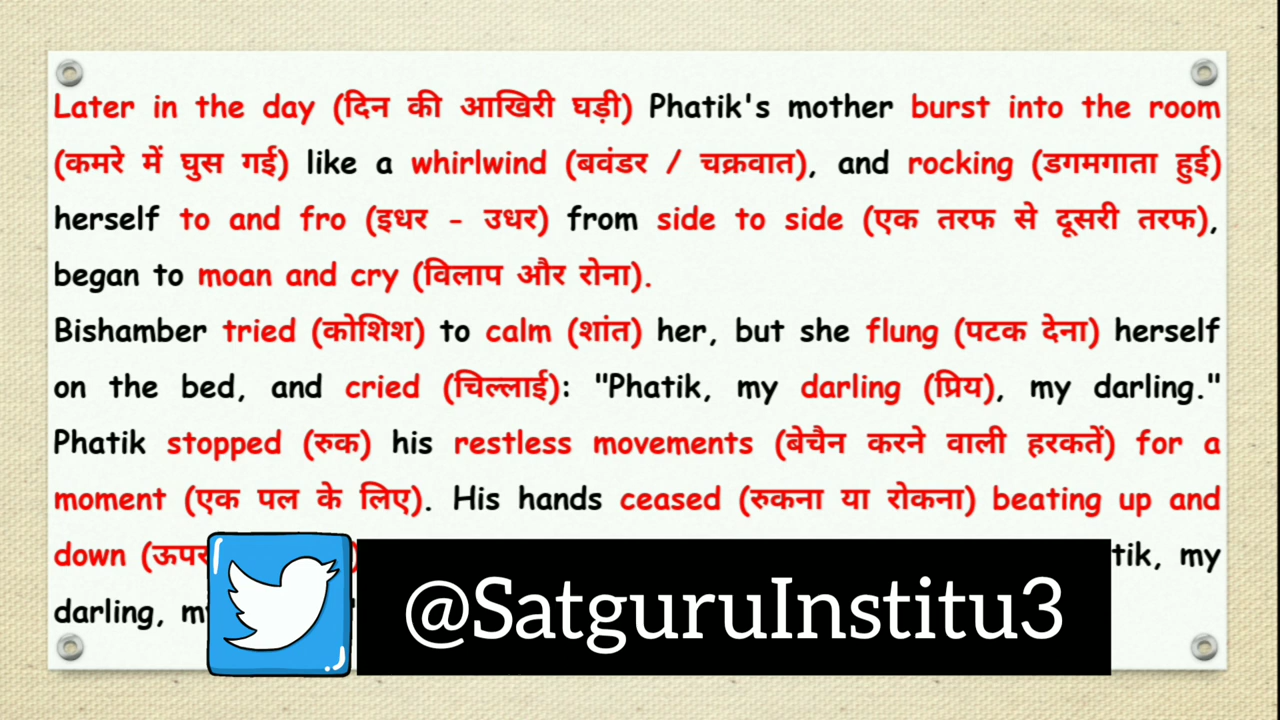 Later in the day (दिन की आखिरी घड़ी) Phatik's mother burst into the room
(कमरे में घुस गई) like a whirlwind (बवंडर / चक्रवात), and rocking (डगमगाता हुई)
herself to and fro (इधर - उधर) from side to side (एक तरफ से दूसरी तरफ),
began to moan and cry (विलाप और रोना).
Bishamber tried (कोशिश) to calm (शांत) her, but she flung (पटक देना) herself
on the bed, and cried (चिल्लाई): "Phatik, my darling (प्रिय), my darling."
Phatik stopped (रुक) his restless movements (बेचैन करने वाली हरकतें) for a
moment (एक पल के लिए). His hands ceased (रुकना या रोकना) beating up and
down my
darling,
@SatguruInstitu3